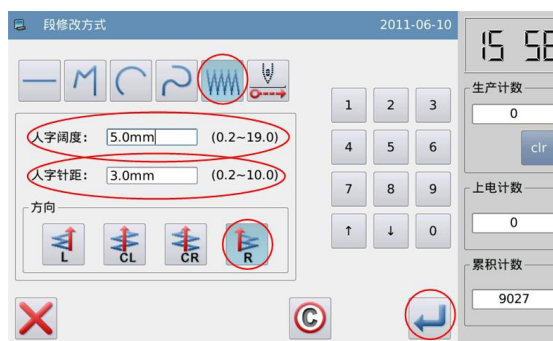 段修改方式
2011-06-10
15 SE
人字阔度: 5.0mm (0.2~19.0)
人字针距: 3.0mm (0.2~10.0)
方向
L
CL
CR
R
1 2 3
4 5 6
7 8 9
↑ ↓ 0
C
生产计数
0
clr
上电计数
0
累积计数
9027